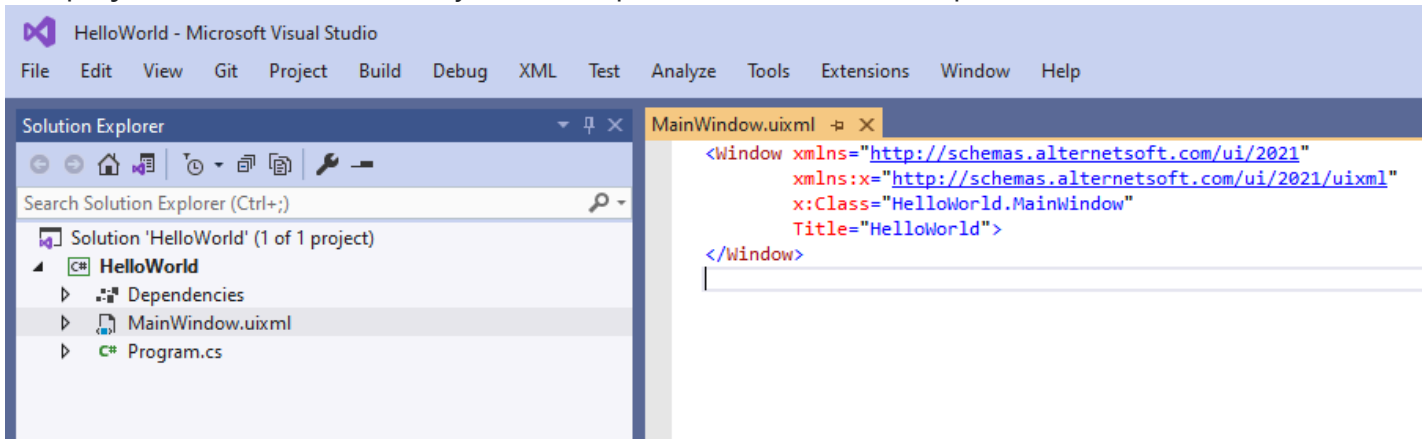 HelloWorld - Microsoft Visual Studio
File Edit View Git Project Build Debug XML Test Analyze Tools Extensions Window Help
Solution Explorer
Search Solution Explorer (Ctrl+;)
Solution 'HelloWorld' (1 of 1 project)
C# HelloWorld
Dependencies
MainWindow.uixml
C# Program.cs
MainWindow.uixml
<Window xmlns="http://schemas.alternetsoft.com/ui/2021"
xmlns:x="http://schemas.alternetsoft.com/ui/2021/uixml"
x:Class="HelloWorld.MainWindow"
Title="HelloWorld">
</Window>